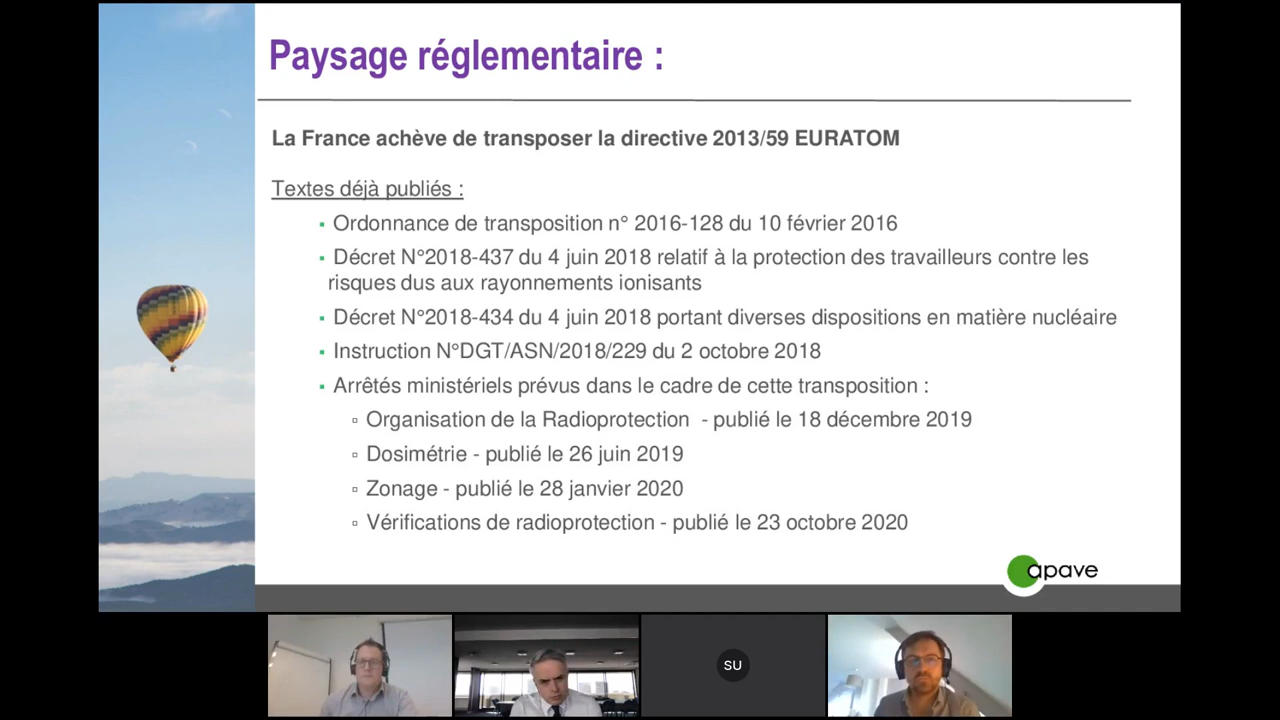 Paysage réglementaire :
La France achève de transposer la directive 2013/59 EURATOM
Textes déjà publiés :
▪ Ordonnance de transposition n° 2016-128 du 10 février 2016
▪ Décret N°2018-437 du 4 juin 2018 relatif à la protection des travailleurs contre les
risques dus aux rayonnements ionisants
▪ Décret N°2018-434 du 4 juin 2018 portant diverses dispositions en matière nucléaire
▪ Instruction N°DGT/ASN/2018/229 du 2 octobre 2018
▪ Arrêtés ministériels prévus dans le cadre de cette transposition :
▫ Organisation de la Radioprotection - publié le 18 décembre 2019
▫ Dosimétrie - publié le 26 juin 2019
▫ Zonage - publié le 28 janvier 2020
▫ Vérifications de radioprotection - publié le 23 octobre 2020
apave
SU